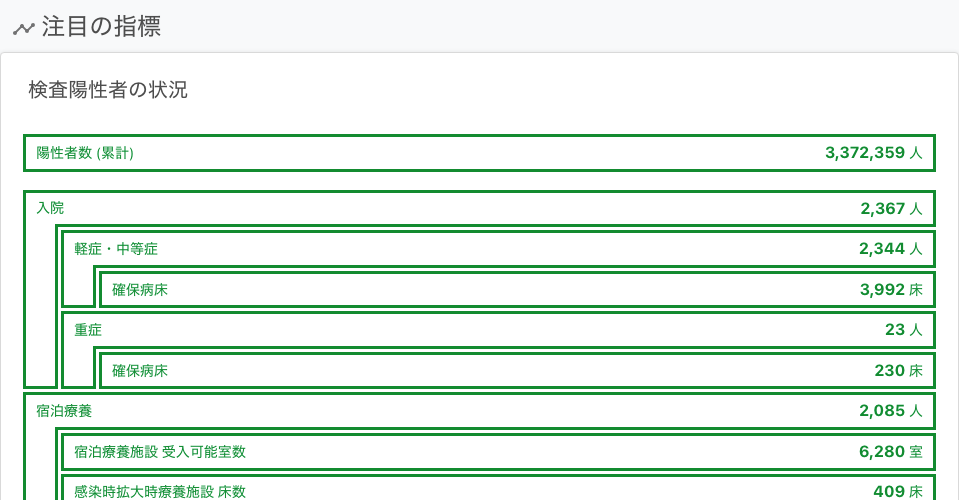 注目の指標
検査陽性者の状況
陽性者数 (累計) 3,372,359 人
入院 2,367 人
軽症・中等症 2,344 人
確保病床 3,992 床
重症 23 人
確保病床 230 床
宿泊療養 2,085 人
宿泊療養施設 受入可能室数 6,280 室
感染時拡大時療養施設 床数 409 床